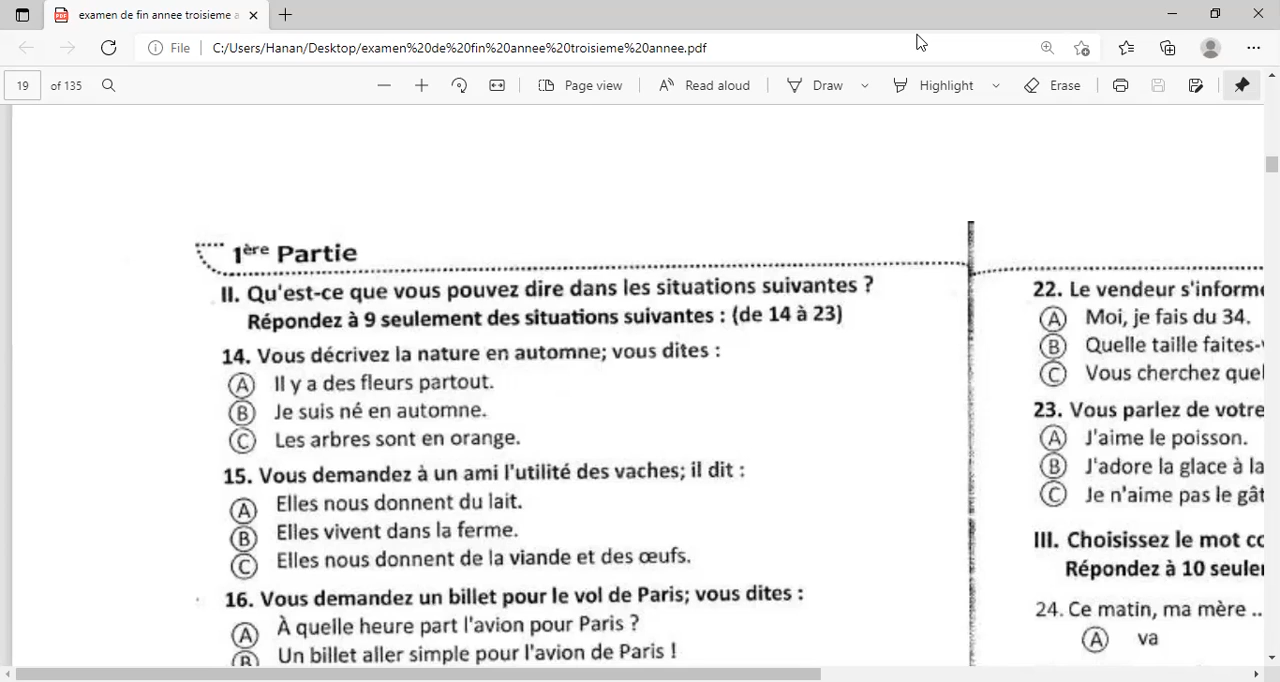 examen de fin annee troisieme a
File
C:/Users/Hanan/Desktop/examen%20de%20fin%20annee%20troisieme%20annee.pdf
19 of 135
Page view
Read aloud
Draw
Highlight
Erase
1ère Partie
II. Qu'est-ce que vous pouvez dire dans les situations suivantes ?
Répondez à 9 seulement des situations suivantes : (de 14 à 23)
14. Vous décrivez la nature en automne; vous dites :
A Il y a des fleurs partout.
B Je suis né en automne.
C Les arbres sont en orange.
15. Vous demandez à un ami l'utilité des vaches; il dit :
A Elles nous donnent du lait.
B Elles vivent dans la ferme.
C Elles nous donnent de la viande et des œufs.
16. Vous demandez un billet pour le vol de Paris; vous dites :
A À quelle heure part l'avion pour Paris ?
B Un billet aller simple pour l'avion de Paris !
22. Le vendeur s'informe
A Moi, je fais du 34.
B Quelle taille faites-
C Vous cherchez quel
23. Vous parlez de votre
A J'aime le poisson.
B J'adore la glace à la
C Je n'aime pas le gât
III. Choisissez le mot co
Répondez à 10 seule
24. Ce matin, ma mère ..
A va